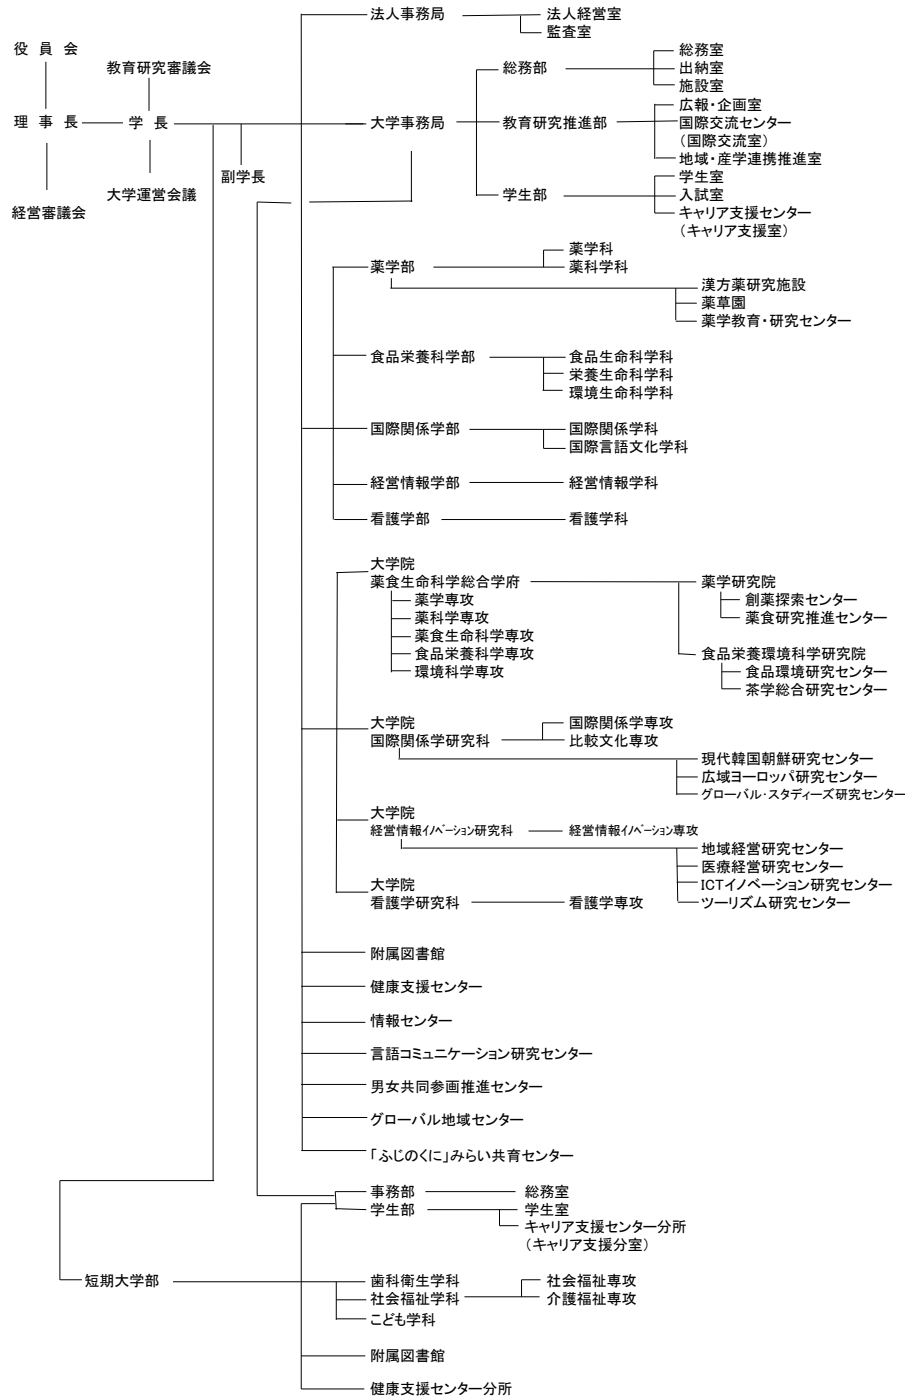 法人事務局 法人経営室
監査室
役員会
教育研究審議会
理事長 学長
副学長
大学運営会議
経営審議会
大学事務局
総務部
総務室
出納室
施設室
教育研究推進部
広報・企画室
国際交流センター
(国際交流室)
地域・産学連携推進室
学生部
学生室
入試室
キャリア支援センター
(キャリア支援室)
薬学部
薬学科
薬科学科
漢方薬研究施設
薬草園
薬学教育・研究センター
食品栄養科学部 食品生命科学科
栄養生命科学科
環境生命科学科
国際関係学部 国際関係学科
国際言語文化学科
経営情報学部 経営情報学科
看護学部 看護学科
大学院
薬食生命科学総合学府
薬学専攻
薬科学専攻
薬食生命科学専攻
食品栄養科学専攻
環境科学専攻
薬学研究院
創薬探索センター
薬食研究推進センター
食品栄養環境科学研究院
食品環境研究センター
茶学総合研究センター
大学院
国際関係学研究科
国際関係学専攻
比較文化専攻
現代韓国朝鮮研究センター
広域ヨーロッパ研究センター
グローバル・スタディーズ研究センター
大学院
経営情報イノベーション研究科 経営情報イノベーション専攻
地域経営研究センター
医療経営研究センター
ICTイノベーション研究センター
ツーリズム研究センター
大学院
看護学研究科 看護学専攻
附属図書館
健康支援センター
情報センター
言語コミュニケーション研究センター
男女共同参画推進センター
グローバル地域センター
「ふじのくに」みらい共育センター
事務部 総務室
学生部 学生室
キャリア支援センター分所
(キャリア支援分室)
短期大学部
歯科衛生学科
社会福祉学科
こども学科
社会福祉専攻
介護福祉専攻
附属図書館
健康支援センター分所